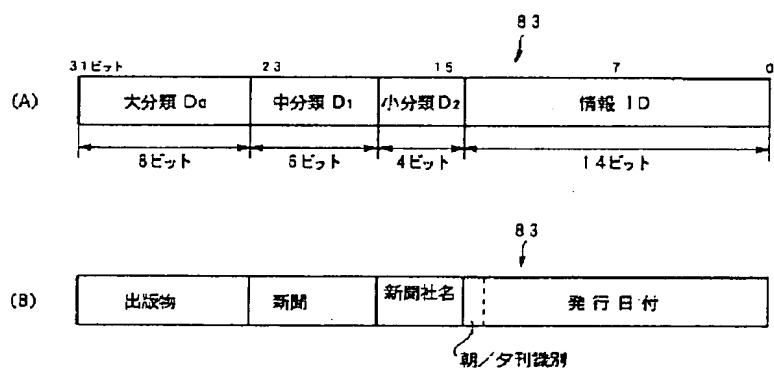 83
31ビット 23 15 7 0
(A) 大分類 D0 中分類 D1 小分類 D2 情報 ID
8ビット 6ビット 4ビット 14ビット
83
(B) 出版物 新聞 新聞社名 発行日付
朝/夕刊識別